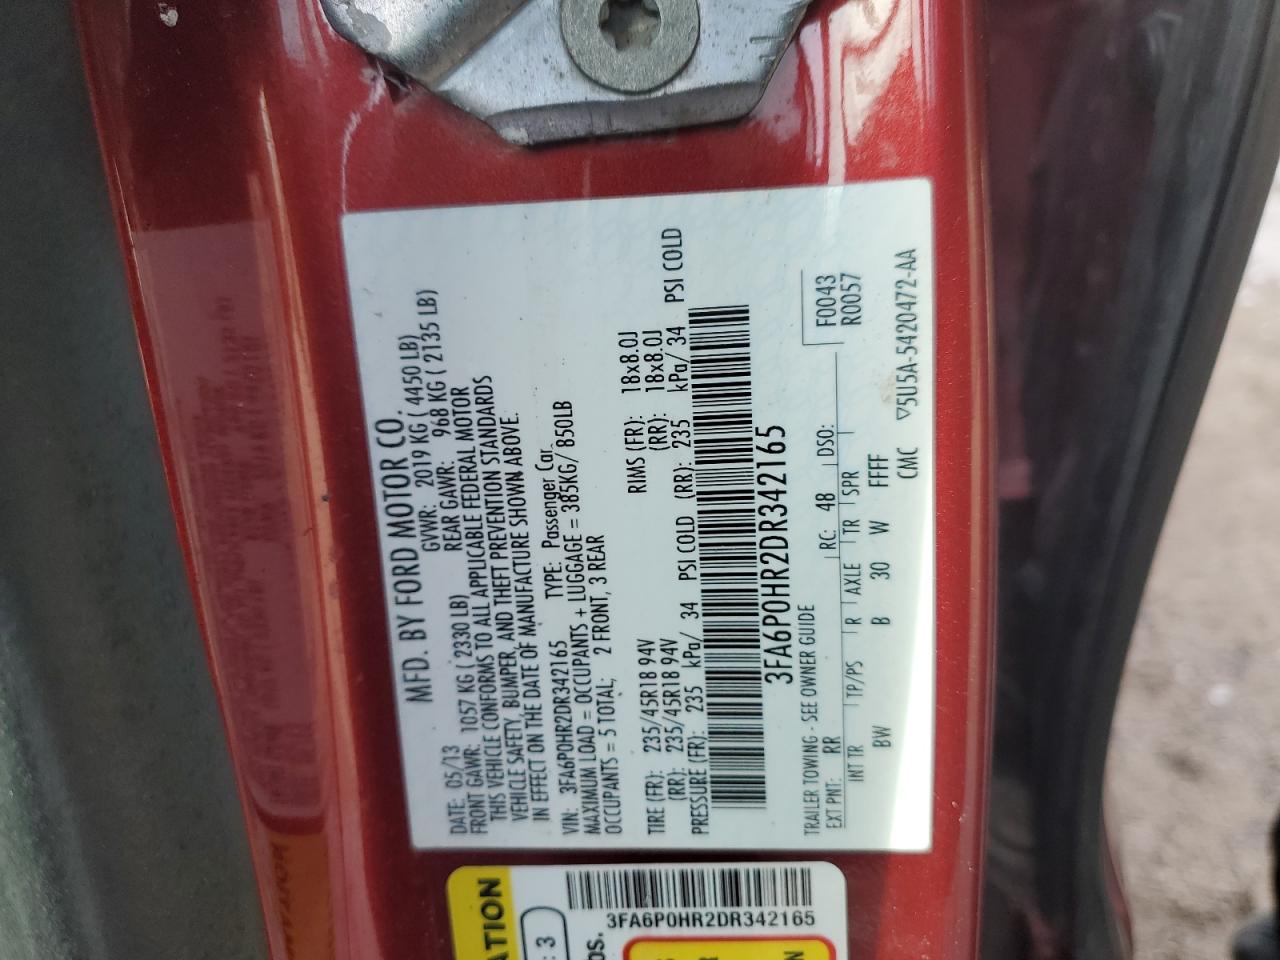 MFD. BY FORD MOTOR CO.
DATE: 05/13 GVWR: 2019 KG ( 4450 LB)
FRONT GAWR: 1057 KG ( 2330 LB) REAR GAWR: 968 KG ( 2135 LB)
THIS VEHICLE CONFORMS TO ALL APPLICABLE FEDERAL MOTOR
VEHICLE SAFETY, BUMPER, AND THEFT PREVENTION STANDARDS
IN EFFECT ON THE DATE OF MANUFACTURE SHOWN ABOVE.
VIN: 3FA6P0HR2DR342165 TYPE: Passenger Car.
MAXIMUM LOAD = OCCUPANTS + LUGGAGE = 385KG/ 850LB
OCCUPANTS = 5 TOTAL; 2 FRONT, 3 REAR
TIRE (FR): 235/45R18 94V RIMS (FR): 18x8.0J
(RR): 235/45R18 94V (RR): 18x8.0J
PRESSURE (FR): 235 kPa/ 34 PSI COLD (RR): 235 kPa/ 34 PSI COLD
3FA6P0HR2DR342165
TRAILER TOWING - SEE OWNER GUIDE
F0043
EXT PNT: RR RC: 48 DSO: R0057
INT TR TP/PS R AXLE TR SPR
BW B 30 W FFFF
CMC ▽5U5A-5420472-AA
3FA6P0HR2DR342165
: 3